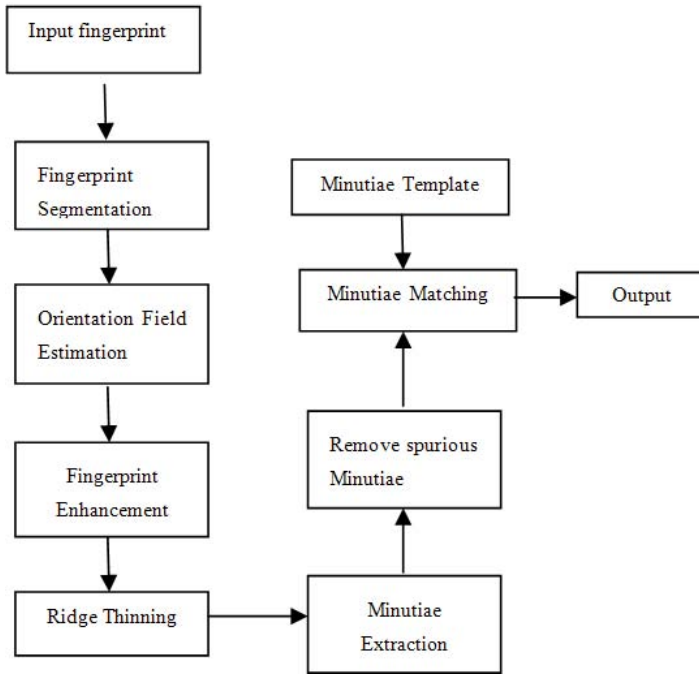 Input fingerprint
Fingerprint
Segmentation
Orientation Field
Estimation
Fingerprint
Enhancement
Ridge Thinning
Minutiae
Extraction
Remove spurious
Minutiae
Minutiae Template
Minutiae Matching
Output